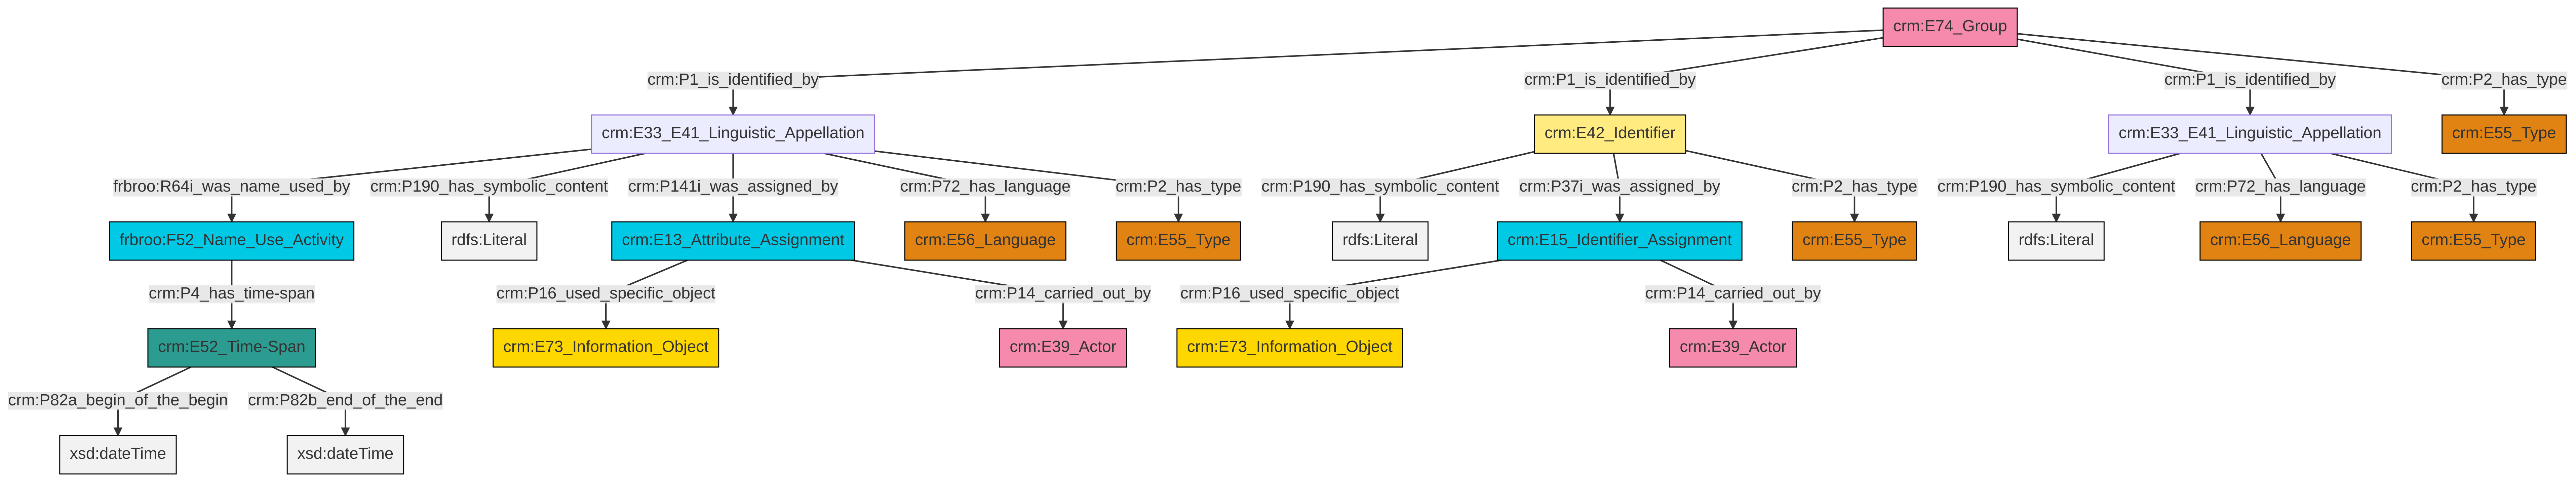 crm:E74_Group
crm:P1_is_identified_by
crm:P1_is_identified_by
crm:P1_is_identified_by
crm:P2_has_type
crm:E33_E41_Linguistic_Appellation
crm:E42_Identifier
crm:E33_E41_Linguistic_Appellation
crm:E55_Type
frbroo:R64i_was_name_used_by
crm:P190_has_symbolic_content
crm:P141i_was_assigned_by
crm:P72_has_language
crm:P2_has_type
crm:P190_has_symbolic_content
crm:P37i_was_assigned_by
crm:P2_has_type
crm:P190_has_symbolic_content
crm:P72_has_language
crm:P2_has_type
frbroo:F52_Name_Use_Activity
rdfs:Literal
crm:E13_Attribute_Assignment
crm:E56_Language
crm:E55_Type
rdfs:Literal
crm:E15_Identifier_Assignment
crm:E55_Type
rdfs:Literal
crm:E56_Language
crm:E55_Type
crm:P4_has_time-span
crm:P16_used_specific_object
crm:P14_carried_out_by
crm:P16_used_specific_object
crm:P14_carried_out_by
crm:E52_Time-Span
crm:E73_Information_Object
crm:E39_Actor
crm:E73_Information_Object
crm:E39_Actor
crm:P82a_begin_of_the_begin
crm:P82b_end_of_the_end
xsd:dateTime
xsd:dateTime